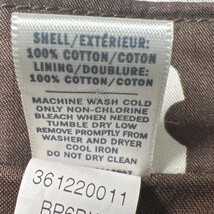 SHELL/EXTÉRIEUR:
100% COTTON/COTON
LINING/DOUBLURE:
100% COTTON/COTON
MACHINE WASH COLD
ONLY NON-CHLORINE
BLEACH WHEN NEEDED
TUMBLE DRY LOW
REMOVE PROMPTLY FROM
WASHER AND DRYER
COOL IRON
DO NOT DRY CLEAN
361220011